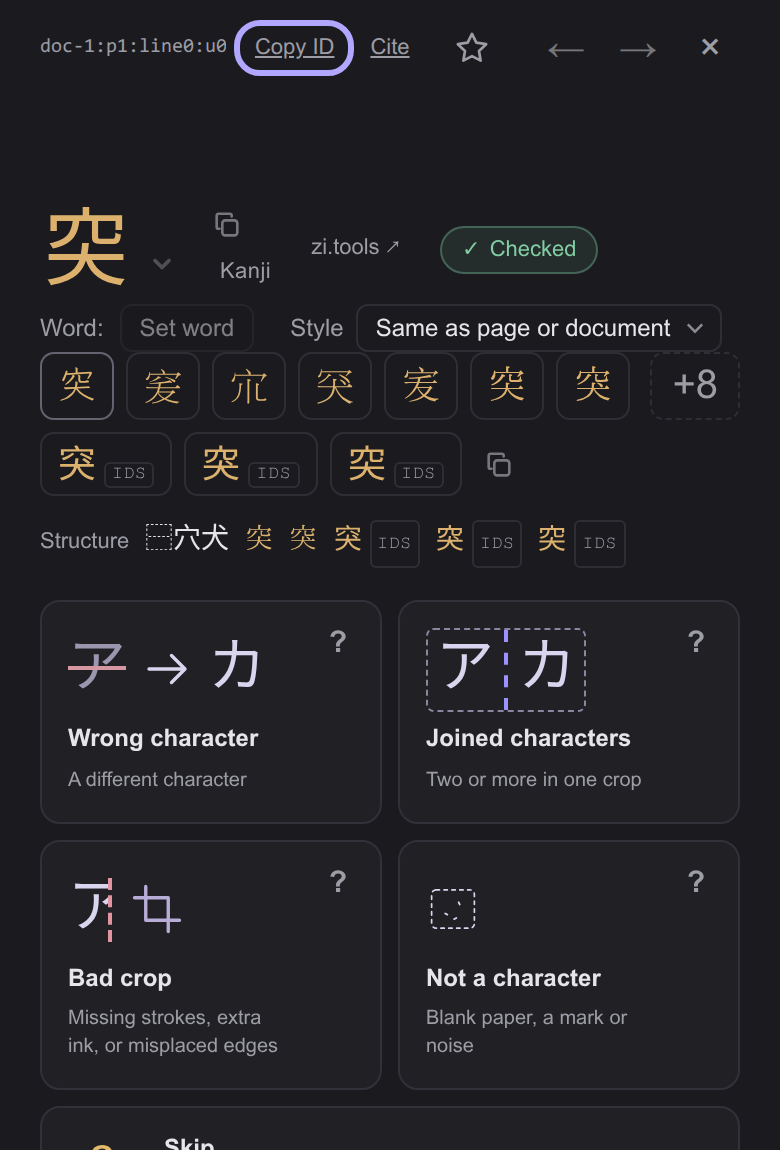 doc-1:p1:line0:u0 Copy ID Cite
突 Kanji zi.tools ↗ ✓ Checked
Word: Set word Style Same as page or document
突 突 突 +8
突 IDS 突 IDS 突 IDS
Structure ⿱穴犬 突 突 突 IDS 突 IDS 突 IDS
ア → カ ?
Wrong character
A different character
ア カ ?
Joined characters
Two or more in one crop
ア ?
Bad crop
Missing strokes, extra
ink, or misplaced edges
?
Not a character
Blank paper, a mark or
noise
Skip